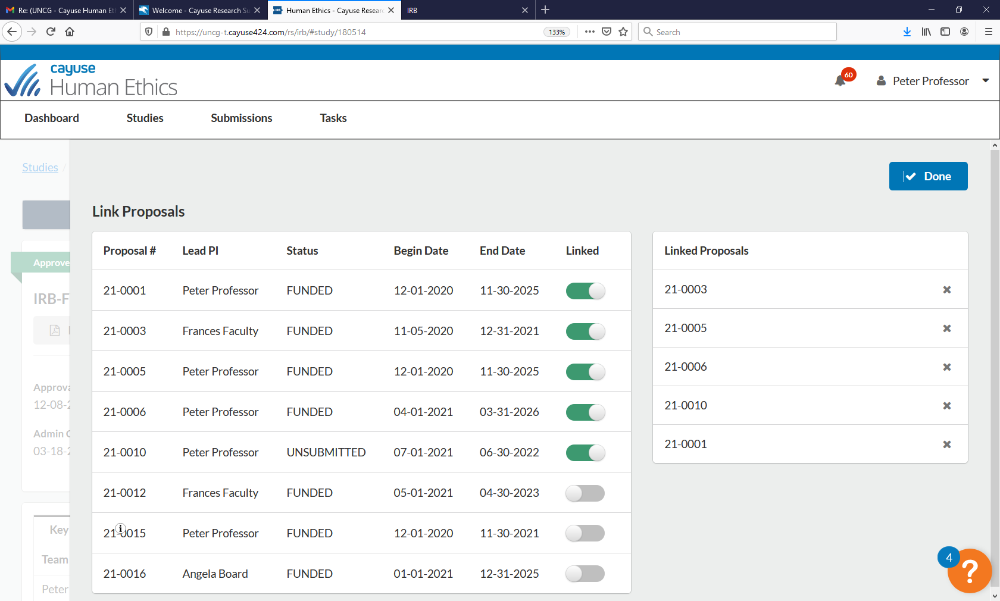 Re: (UNCG - Cayuse Human Et
Welcome - Cayuse Research Su
Human Ethics - Cayuse Researc
IRB
https://uncg-t.cayuse424.com/rs/irb/#study/180514
133%
Search
cayuse
Human Ethics
60
Peter Professor
Dashboard Studies Submissions Tasks
Studies /
Done
Link Proposals
Proposal # Lead PI Status Begin Date End Date Linked
21-0001 Peter Professor FUNDED 12-01-2020 11-30-2025
21-0003 Frances Faculty FUNDED 11-05-2020 12-31-2021
21-0005 Peter Professor FUNDED 12-01-2020 11-30-2025
21-0006 Peter Professor FUNDED 04-01-2021 03-31-2026
21-0010 Peter Professor UNSUBMITTED 07-01-2021 06-30-2022
21-0012 Frances Faculty FUNDED 05-01-2021 04-30-2023
21-0015 Peter Professor FUNDED 12-01-2020 11-30-2021
21-0016 Angela Board FUNDED 01-01-2021 12-31-2025
Linked Proposals
21-0003
21-0005
21-0006
21-0010
21-0001
Approve
IRB-F
Approva
12-08-2
Admin C
03-18-2
Key
Team
Peter
4
?